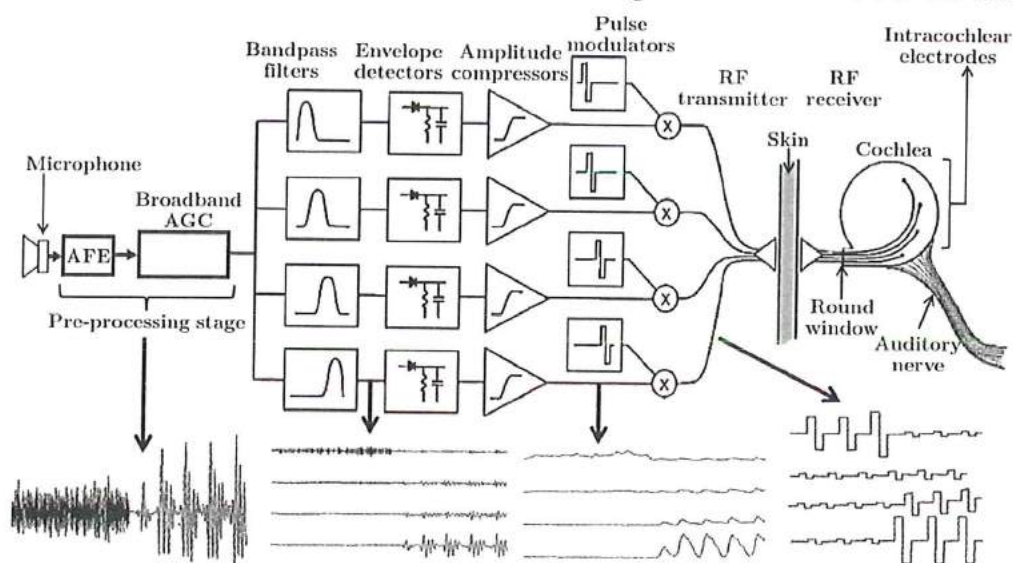 Pulse
modulators
Intracochlear
electrodes
Bandpass
filters
Envelope
detectors
Amplitude
compressors
RF
transmitter
RF
receiver
Skin
Cochlea
Microphone
Broadband
AGC
AFE
X
X
X
X
Pre-processing stage
Round
window
Auditory
nerve